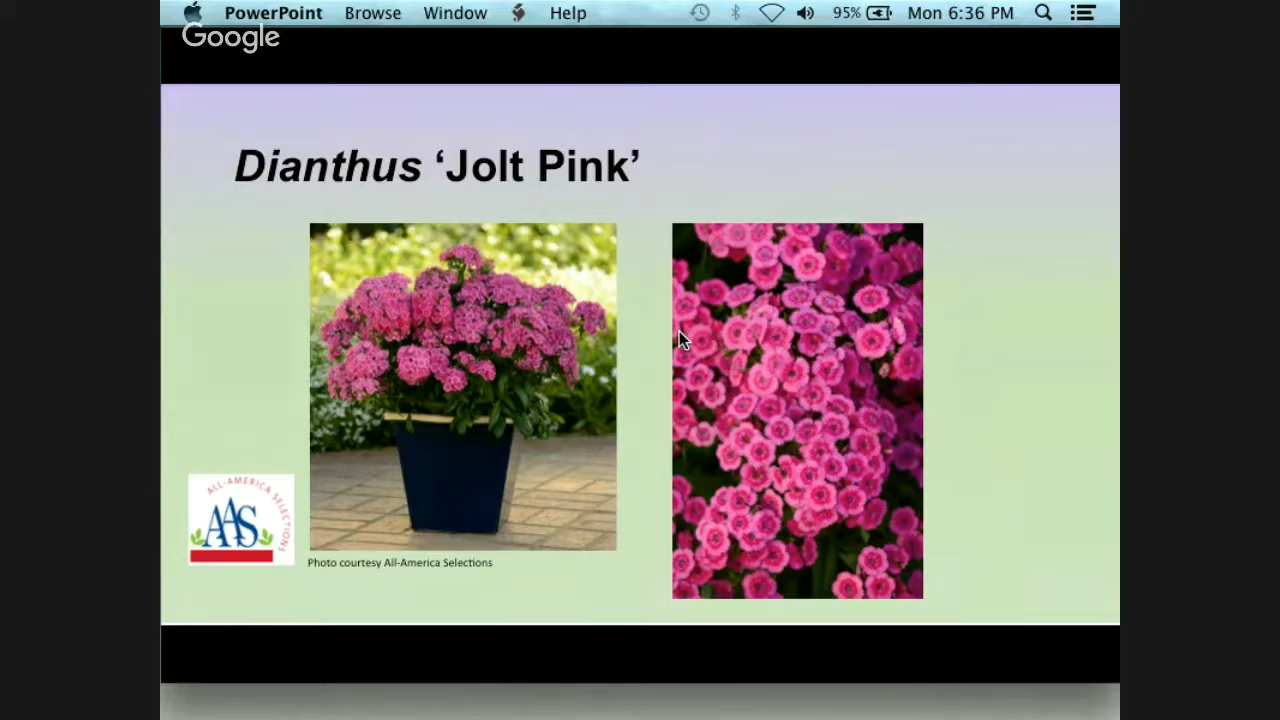 PowerPoint Browse Window Help 95% Mon 6:36 PM
Google
Dianthus ‘Jolt Pink’
ALL-AMERICA SELECTIONS
AAS
Photo courtesy All-America Selections